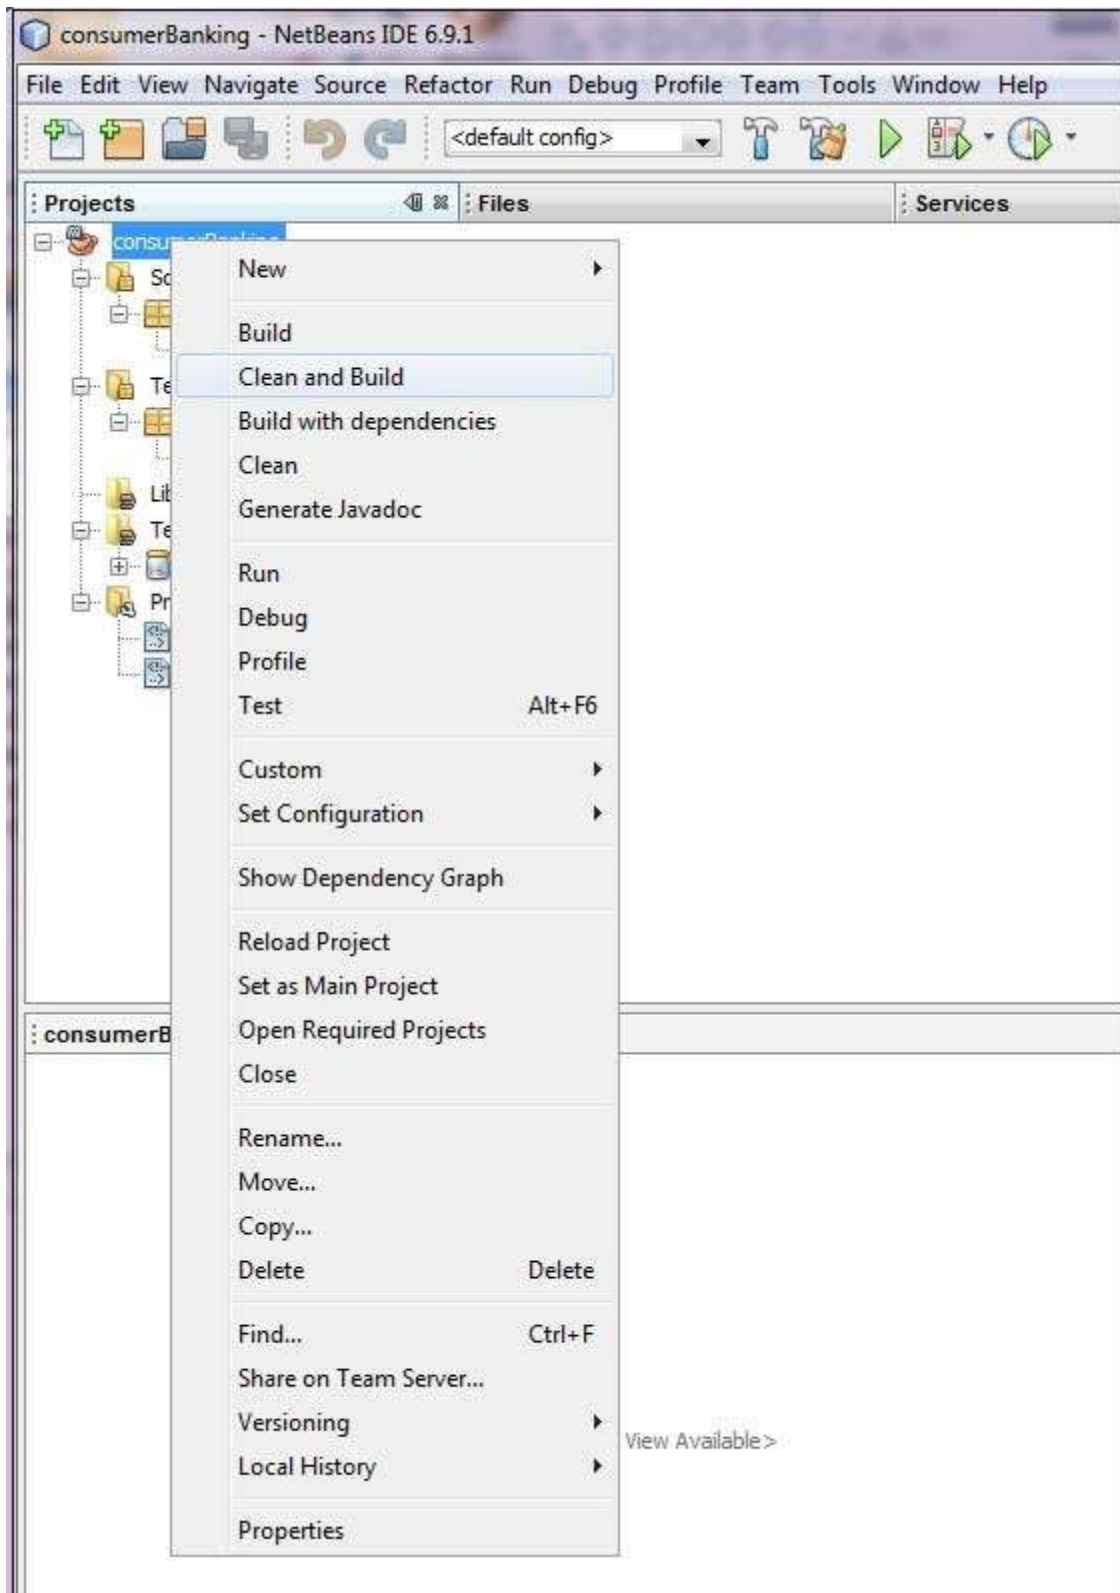 consumerBanking - NetBeans IDE 6.9.1
File Edit View Navigate Source Refactor Run Debug Profile Team Tools Window Help
<default config>
Projects Files Services
New
Build
Clean and Build
Build with dependencies
Clean
Generate Javadoc
Run
Debug
Profile
Test Alt+F6
Custom
Set Configuration
Show Dependency Graph
Reload Project
Set as Main Project
Open Required Projects
consumerB
Close
Rename...
Move...
Copy...
Delete Delete
Find... Ctrl+F
Share on Team Server...
Versioning
View Available>
Local History
Properties